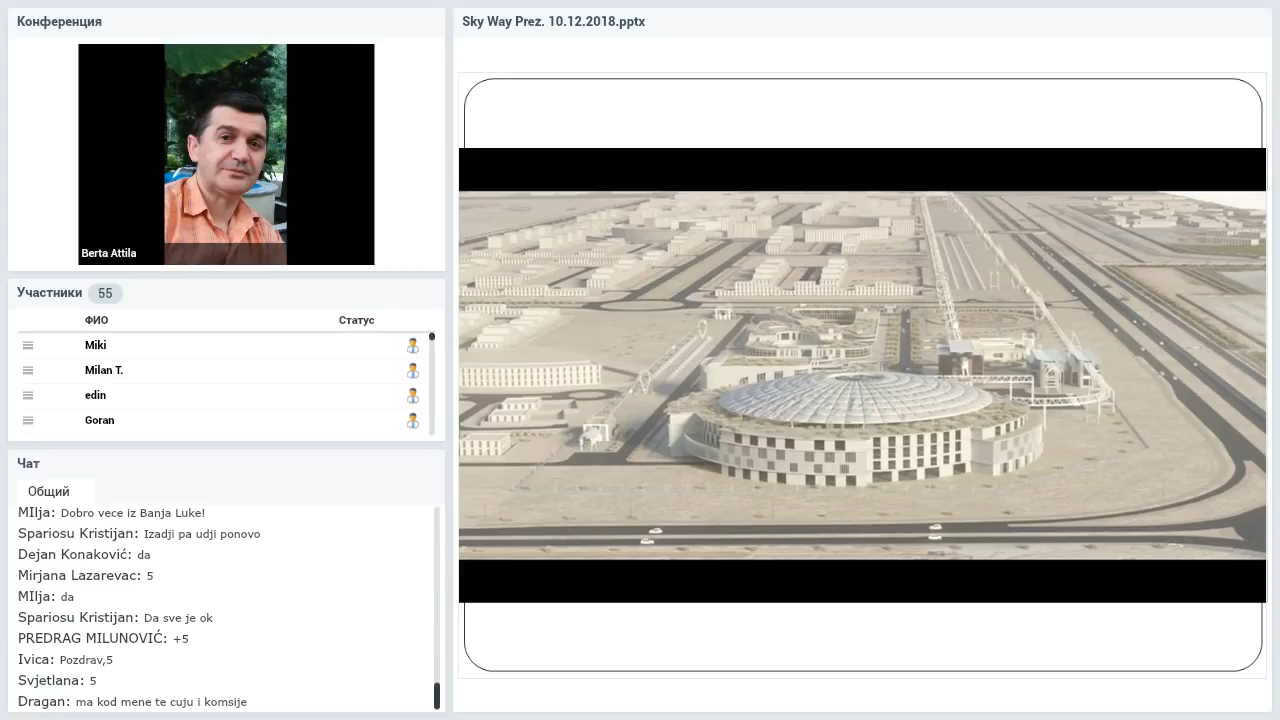 Конференция
Berta Attila
Участники 55
ФИО Статус
Miki
Milan T.
edin
Goran
Чат
Общий
MIlja: Dobro vece iz Banja Luke!
Spariosu Kristijan: Izadji pa udji ponovo
Dejan Konaković: da
Mirjana Lazarevac: 5
MIlja: da
Spariosu Kristijan: Da sve je ok
PREDRAG MILUNOVIĆ: +5
Ivica: Pozdrav,5
Svjetlana: 5
Dragan: ma kod mene te cuju i komsije
Sky Way Prez. 10.12.2018.pptx